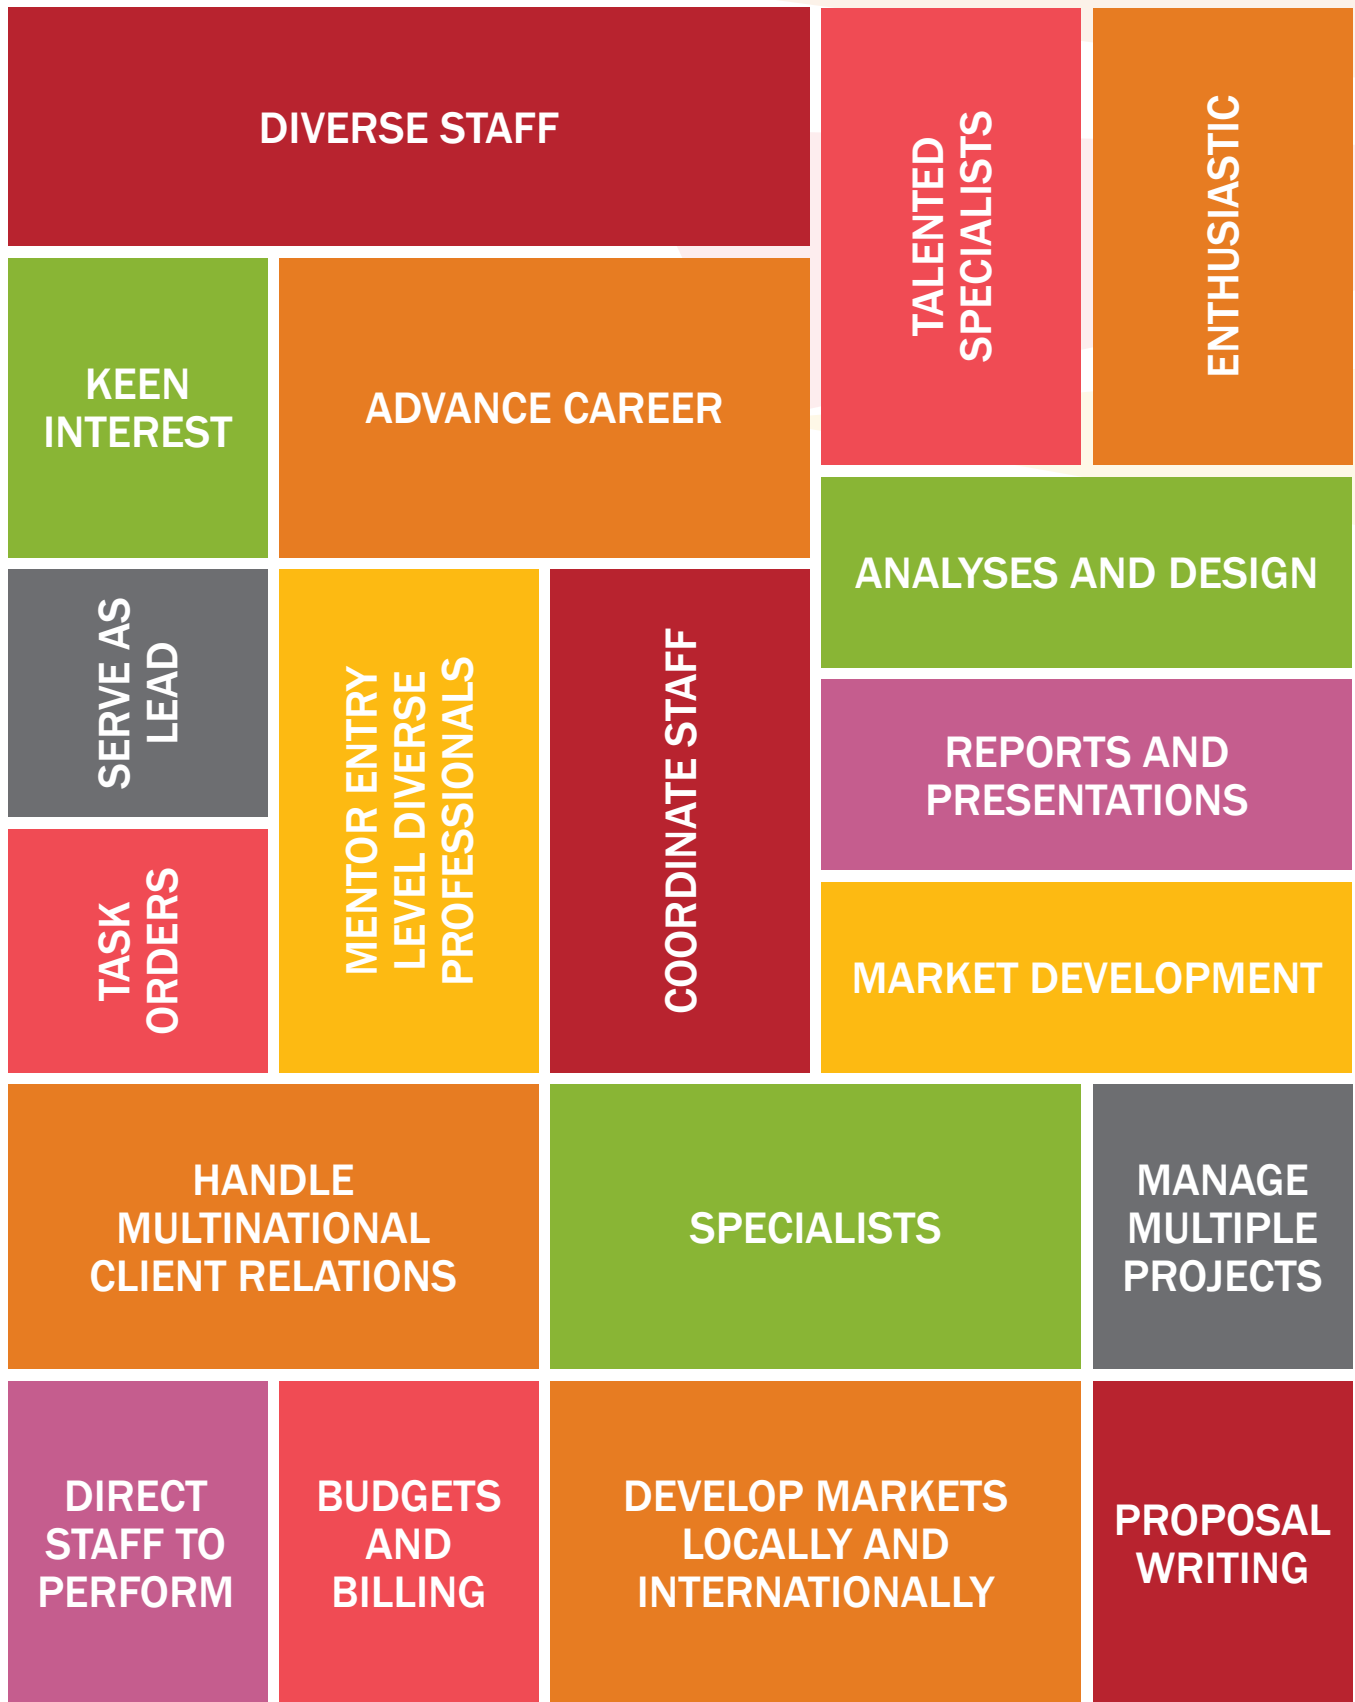 DIVERSE STAFF
TALENTED
SPECIALISTS
ENTHUSIASTIC
KEEN
INTEREST
ADVANCE CAREER
ANALYSES AND DESIGN
SERVE AS
LEAD
MENTOR ENTRY
LEVEL DIVERSE
PROFESSIONALS
COORDINATE STAFF
REPORTS AND
PRESENTATIONS
TASK
ORDERS
MARKET DEVELOPMENT
HANDLE
MULTINATIONAL
CLIENT RELATIONS
SPECIALISTS
MANAGE
MULTIPLE
PROJECTS
DIRECT
STAFF TO
PERFORM
BUDGETS
AND
BILLING
DEVELOP MARKETS
LOCALLY AND
INTERNATIONALLY
PROPOSAL
WRITING